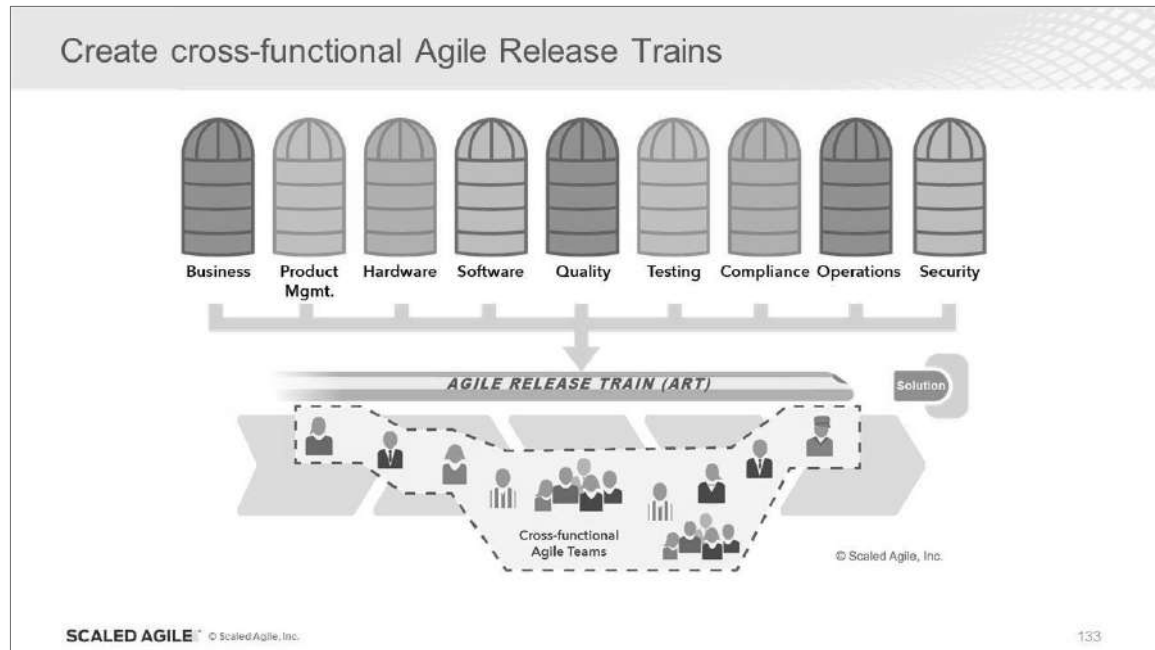 Create cross-functional Agile Release Trains
Business
Product
Mgmt.
Hardware
Software
Quality
Testing
Compliance
Operations
Security
AGILE RELEASE TRAIN (ART)
Solution
Cross-functional
Agile Teams
© Scaled Agile, Inc.
SCALED AGILE
© Scaled Agile, Inc.
133